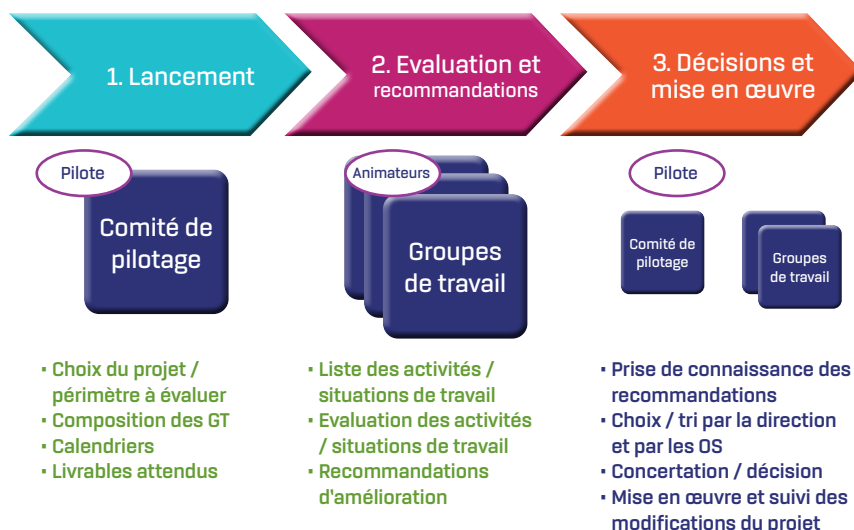 1. Lancement
2. Evaluation et
recommandations
3. Décisions et
mise en œuvre
Pilote
Comité de
pilotage
Animateurs
Groupes
de travail
Pilote
Comité de
pilotage
Groupes
de travail
• Choix du projet /
périmètre à évaluer
• Composition des GT
• Calendriers
• Livrables attendus
• Liste des activités /
situations de travail
• Evaluation des activités
/ situations de travail
• Recommandations
d'amélioration
• Prise de connaissance des
recommandations
• Choix / tri par la direction
et par les OS
• Concertation / décision
• Mise en œuvre et suivi des
modifications du projet